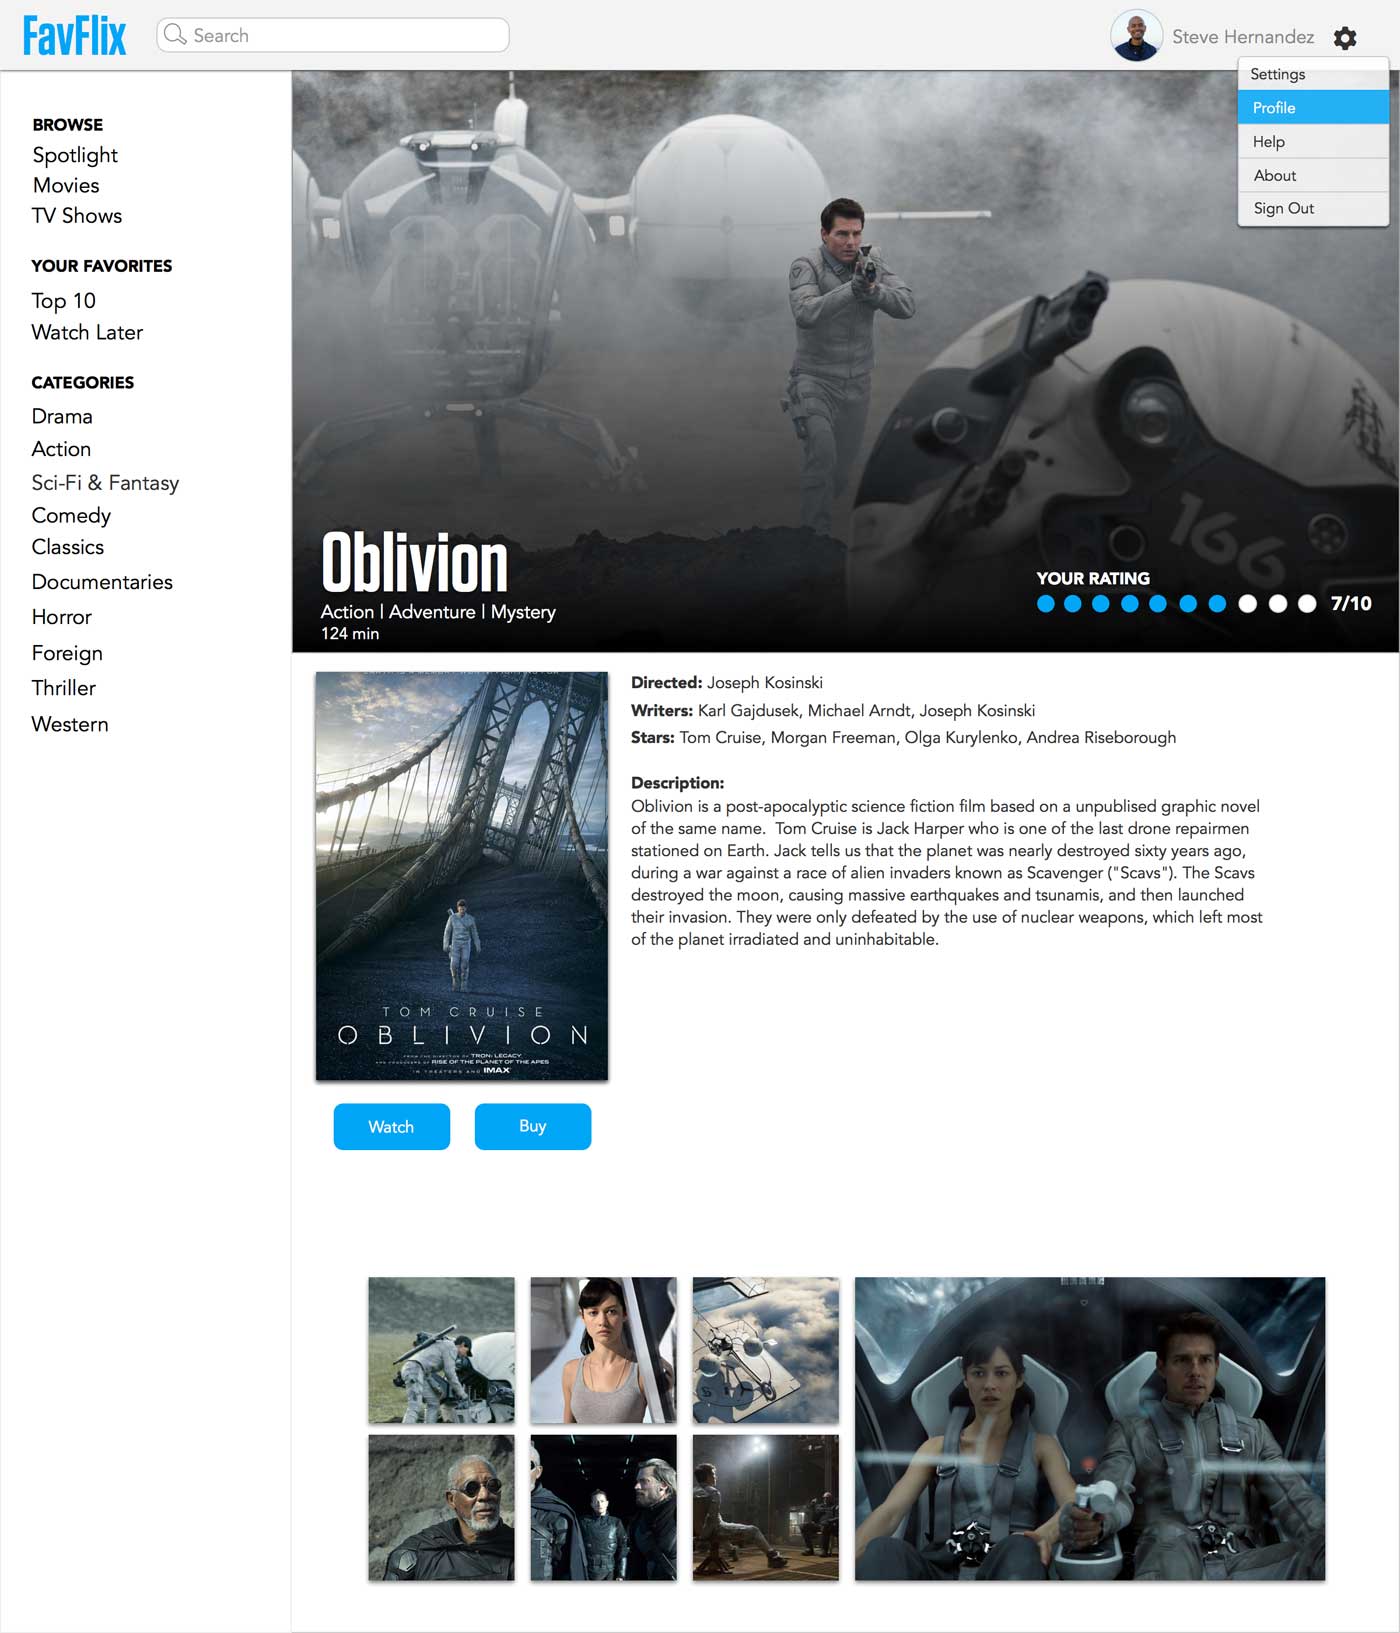 FavFlix
Search
Steve Hernandez
Settings
Profile
Help
About
Sign Out
BROWSE
Spotlight
Movies
TV Shows
YOUR FAVORITES
Top 10
Watch Later
CATEGORIES
Drama
Action
Sci-Fi & Fantasy
Comedy
Classics
Documentaries
Horror
Foreign
Thriller
Western
166
Oblivion
Action | Adventure | Mystery
124 min
YOUR RATING
7/10
TOM CRUISE
OBLIVION
FROM THE DIRECTOR OF TRON: LEGACY
AND PRODUCERS OF RISE OF THE PLANET OF THE APES
IN THEATERS AND IMAX
Directed: Joseph Kosinski
Writers: Karl Gajdusek, Michael Arndt, Joseph Kosinski
Stars: Tom Cruise, Morgan Freeman, Olga Kurylenko, Andrea Riseborough
Description:
Oblivion is a post-apocalyptic science fiction film based on a unpublised graphic novel
of the same name.  Tom Cruise is Jack Harper who is one of the last drone repairmen
stationed on Earth. Jack tells us that the planet was nearly destroyed sixty years ago,
during a war against a race of alien invaders known as Scavenger ("Scavs"). The Scavs
destroyed the moon, causing massive earthquakes and tsunamis, and then launched
their invasion. They were only defeated by the use of nuclear weapons, which left most
of the planet irradiated and uninhabitable.
Watch
Buy